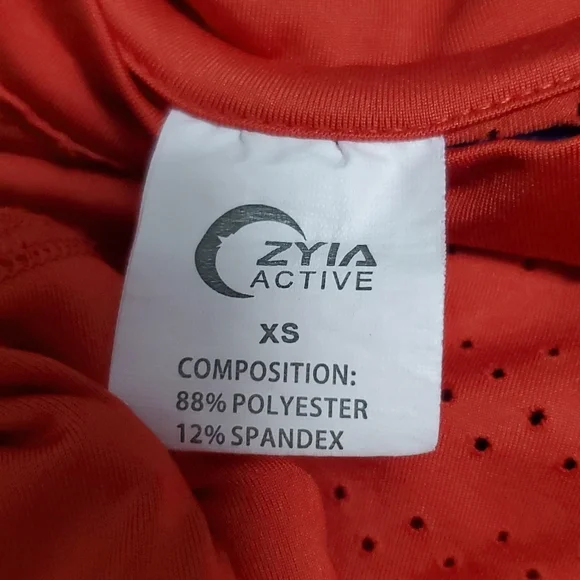 ZYIA
ACTIVE
XS
COMPOSITION:
88% POLYESTER
12% SPANDEX